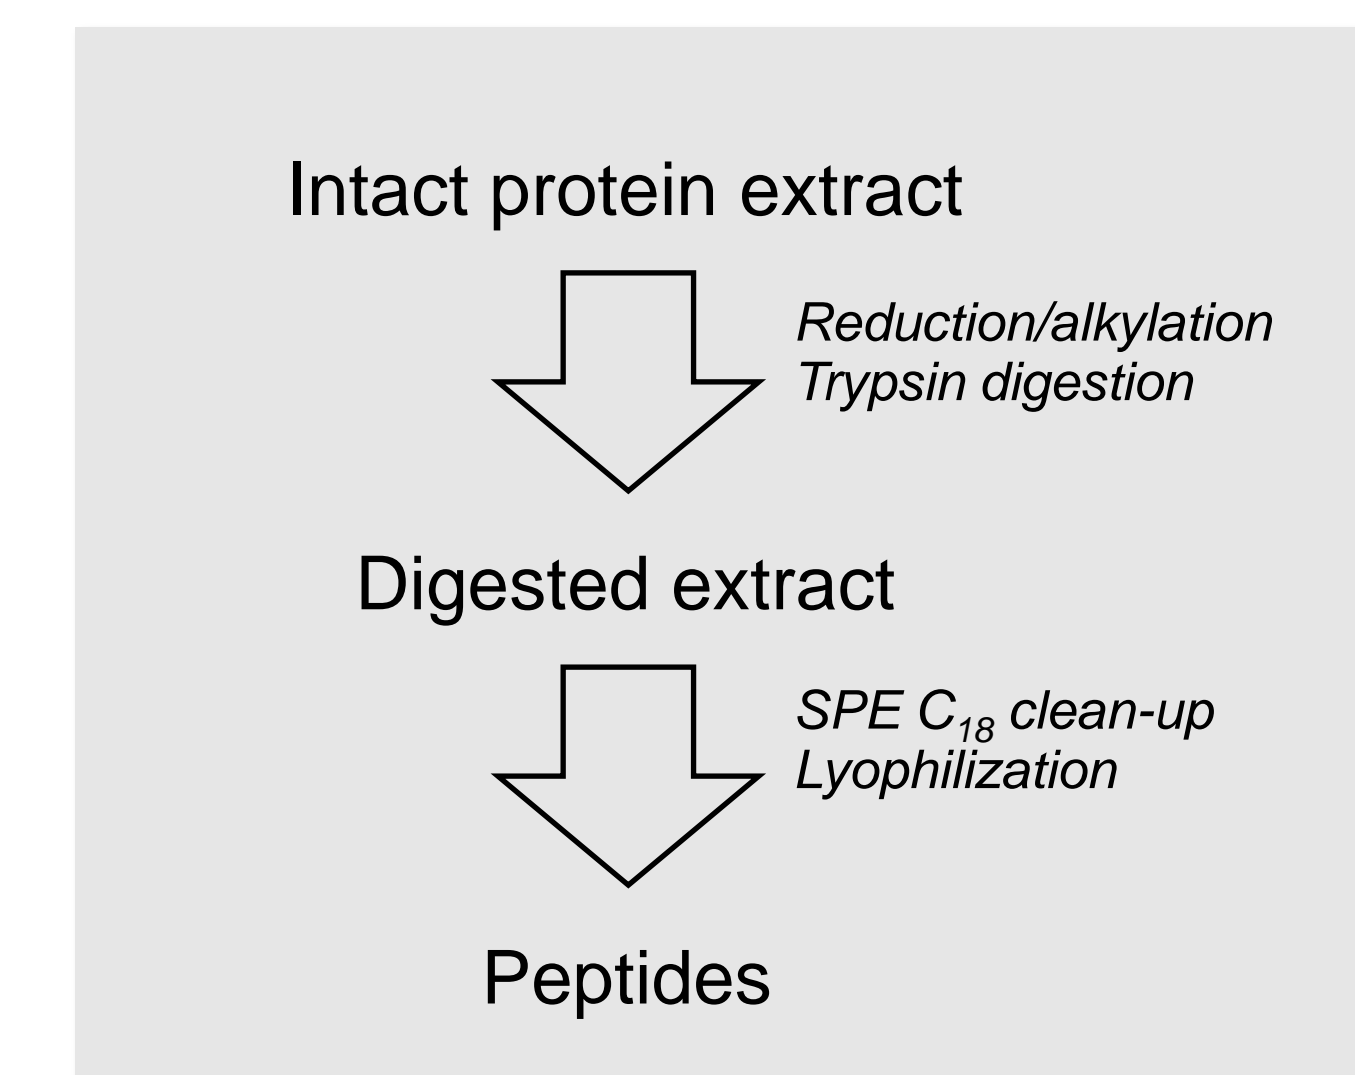 Intact protein extract
Reduction/alkylation
Trypsin digestion
Digested extract
SPE C18 clean-up
Lyophilization
Peptides